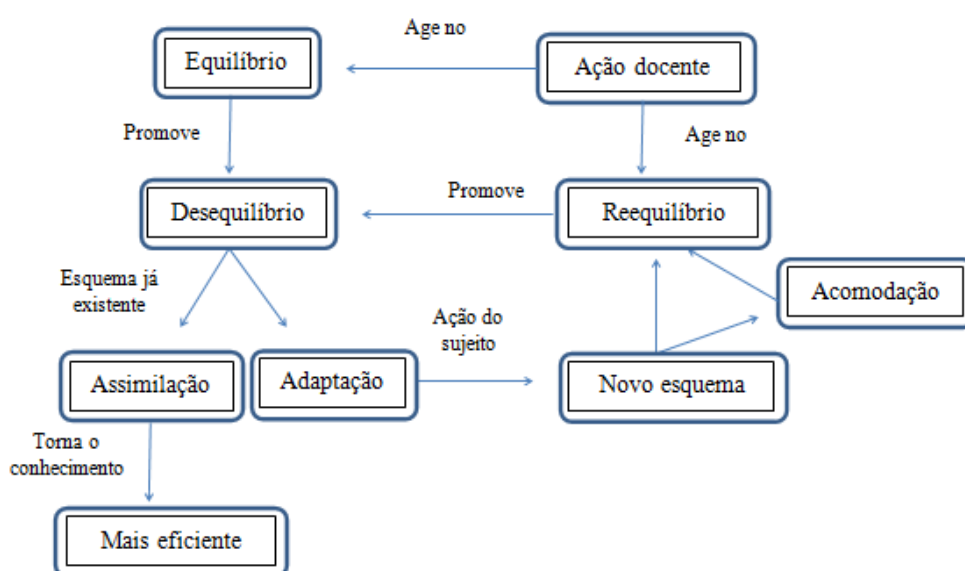 Age no
Equilíbrio
Ação docente
Promove
Age no
Promove
Desequilíbrio
Reequilíbrio
Esquema já
existente
Acomodação
Ação do
sujeito
Assimilação
Adaptação
Novo esquema
Torna o
conhecimento
Mais eficiente